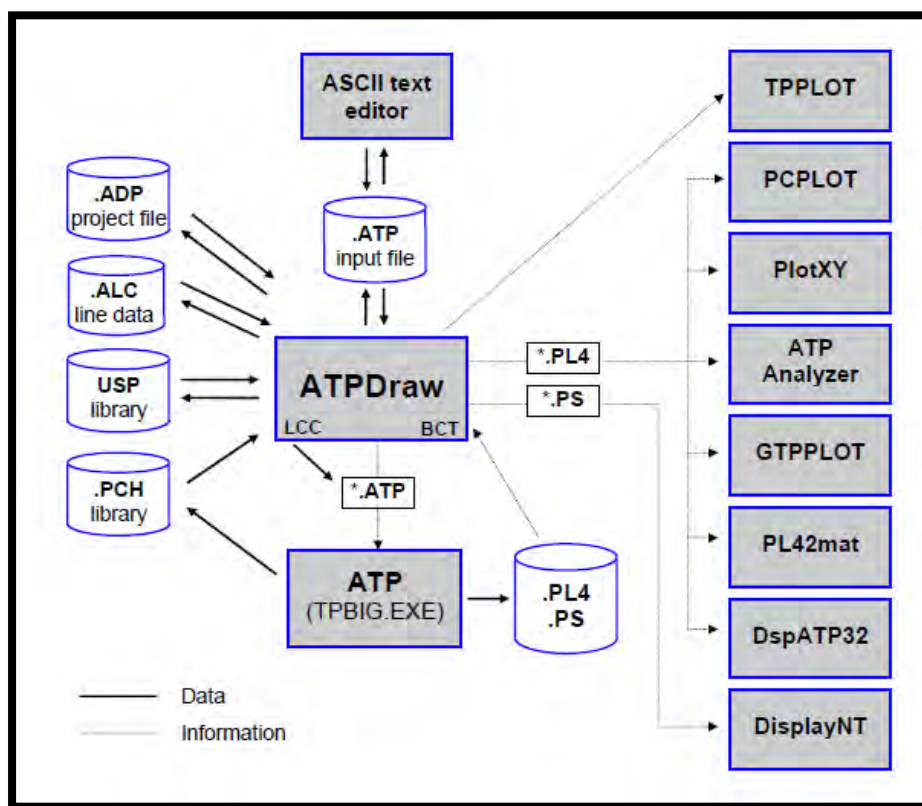 ASCII text
editor
.ADP
project file
.ATP
input file
.ALC
line data
USP
library
.PCH
library
ATPDraw
LCC
BCT
*.ATP
ATP
(TPBIG.EXE)
.PL4
.PS
*.PL4
*.PS
TPPLOT
PCPLOT
PlotXY
ATP
Analyzer
GTPPLOT
PL42mat
DspATP32
DisplayNT
Data
Information